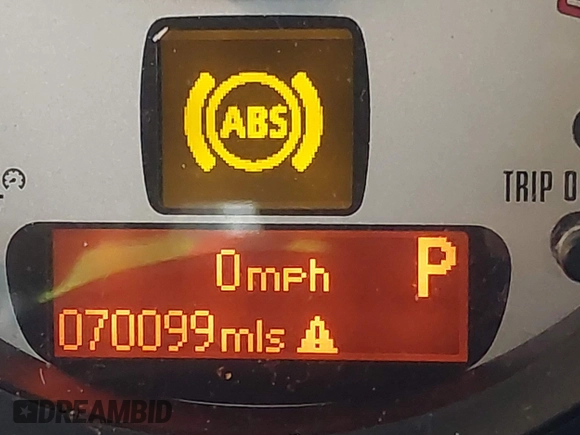 ABS
TRIP O
0mph P
070099mls
DREAMBID